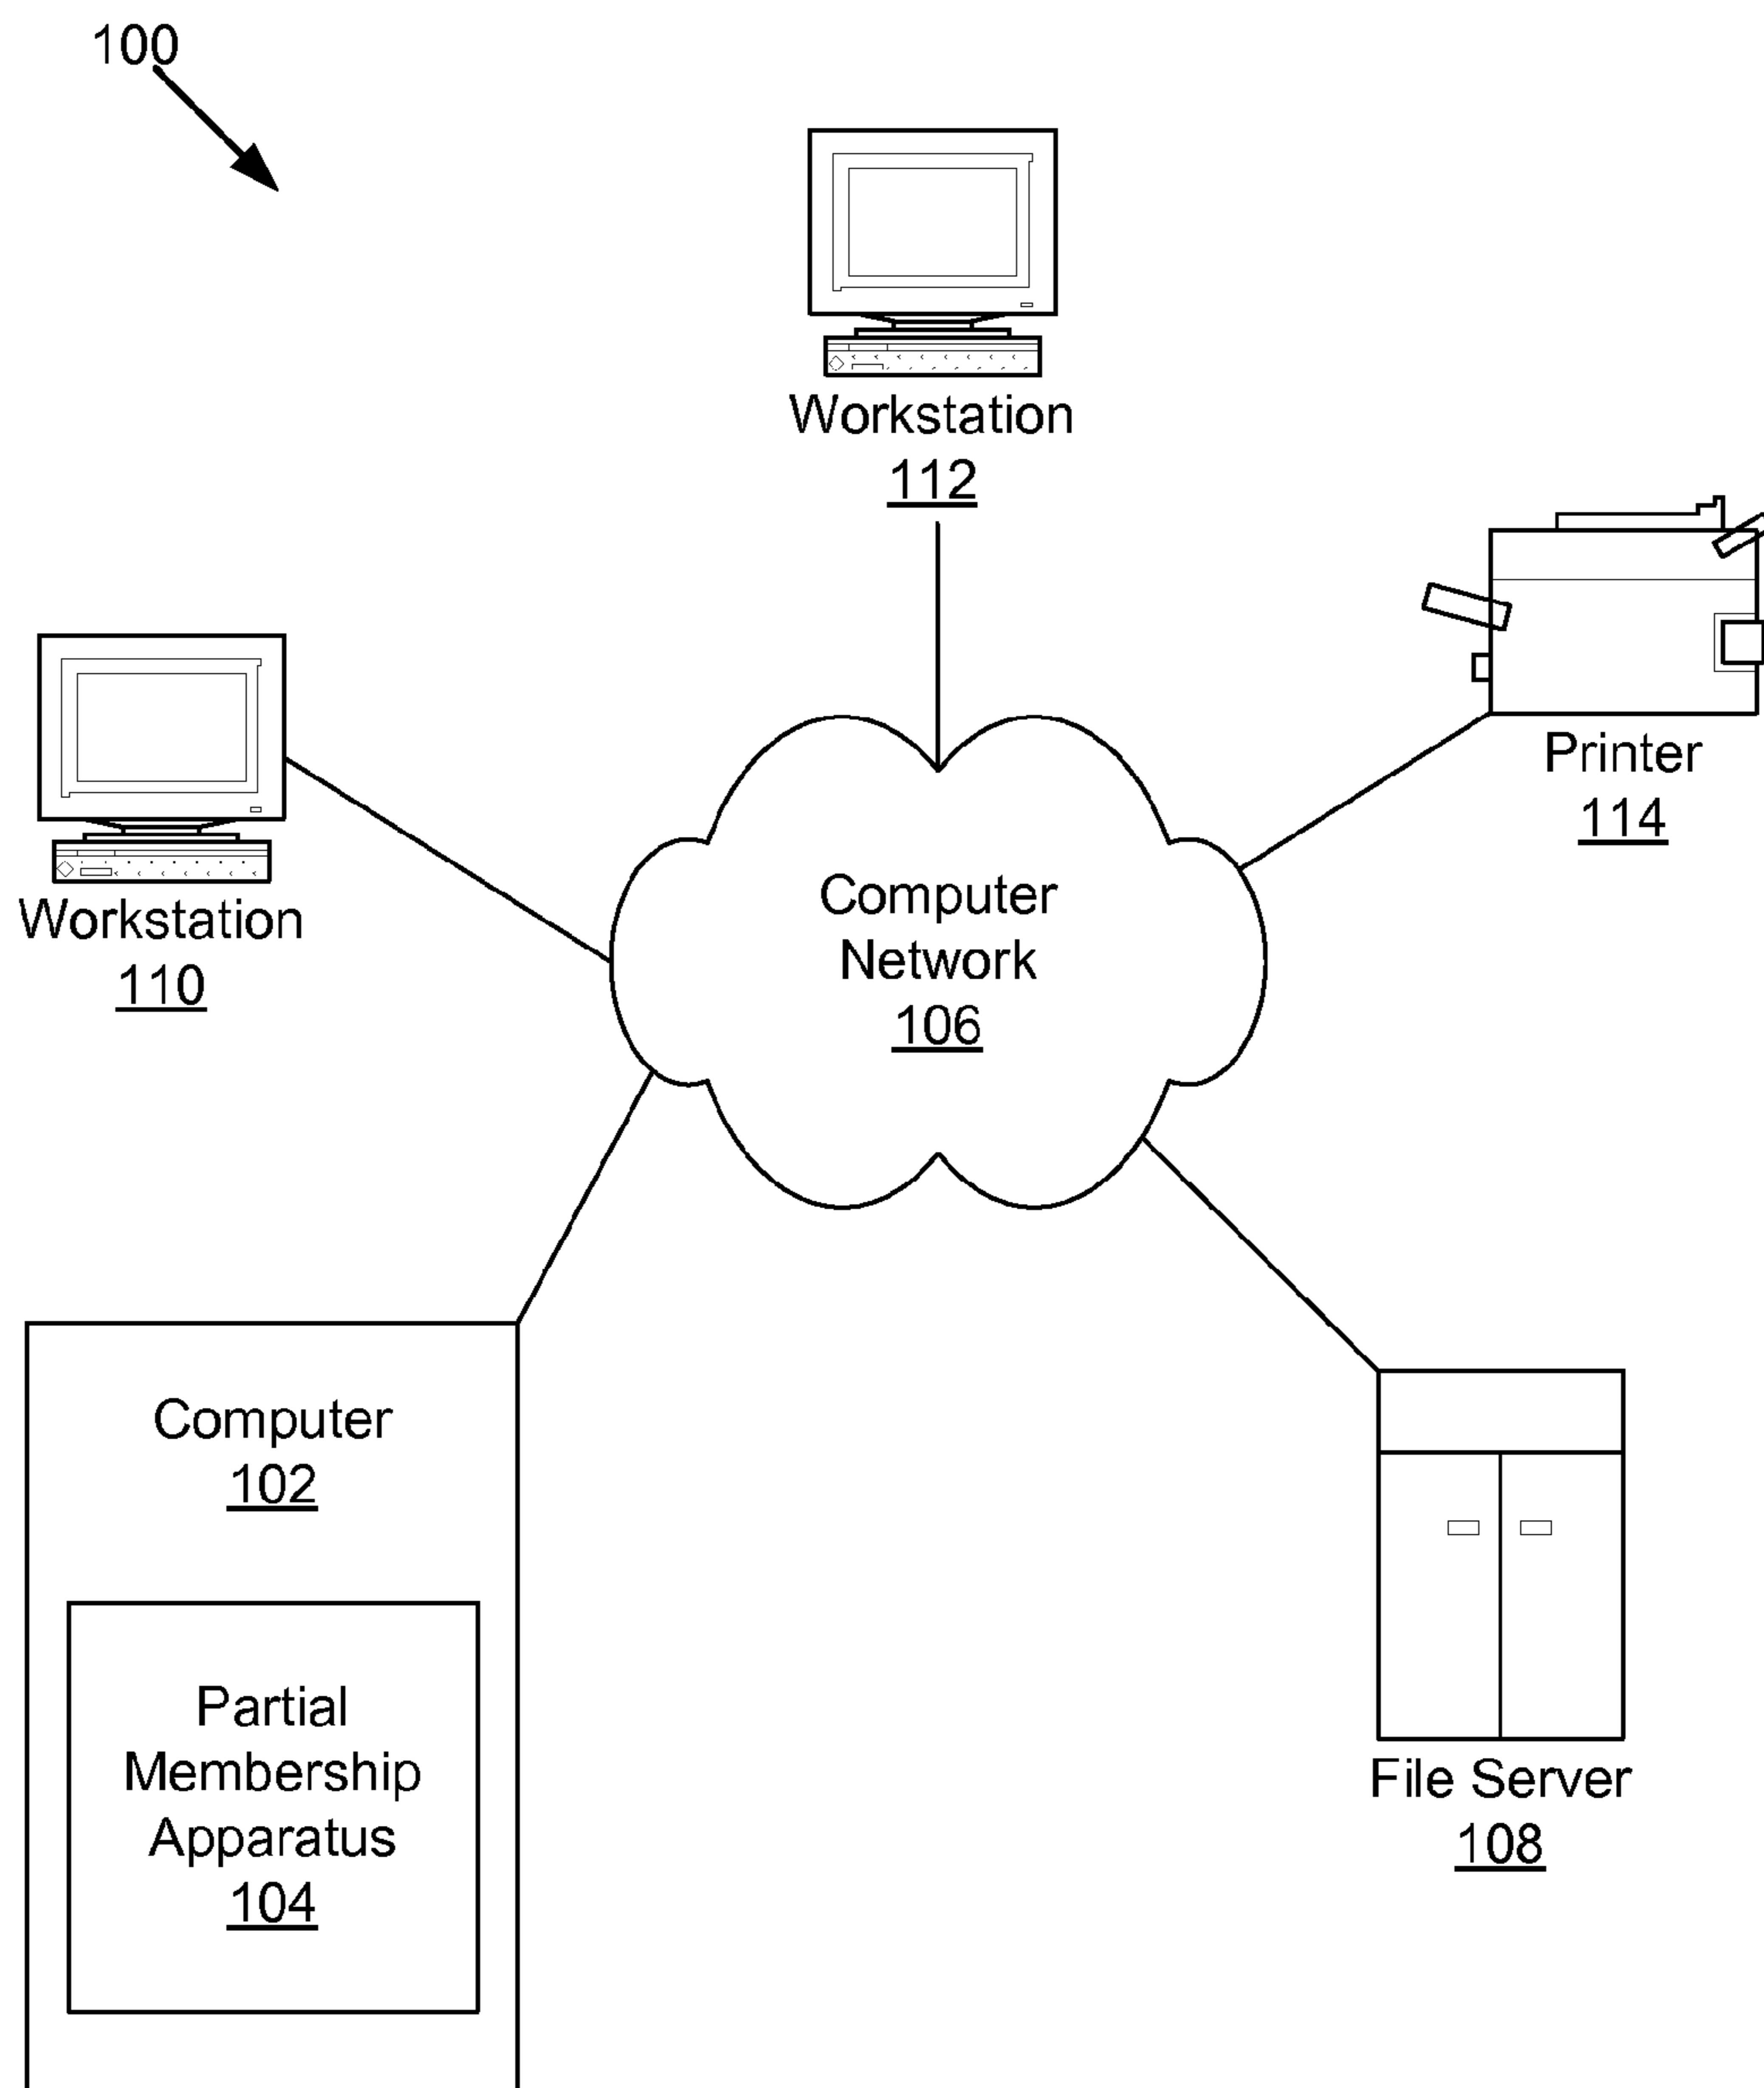 100
Workstation
112
Printer
114
Workstation
110
Computer
Network
106
Computer
102
Partial
Membership
Apparatus
104
File Server
108